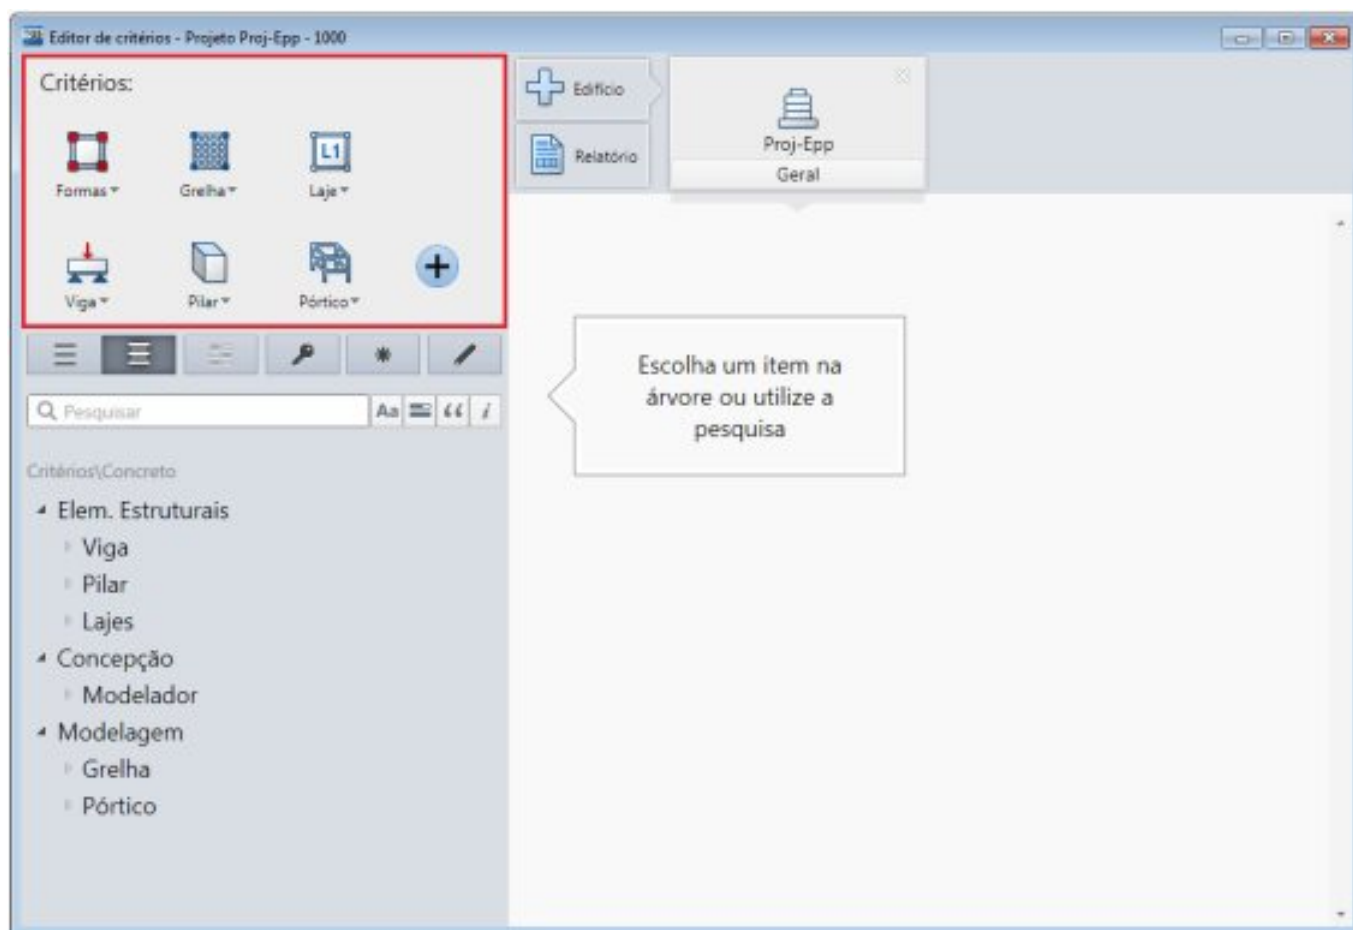 Editor de critérios - Projeto Proj-Epp - 1000
Critérios:
Formas
Grelha
Laje
L1
Viga
Pilar
Pórtico
Edifício
Relatório
Proj-Epp
Geral
Pesquisar
Aa
i
Critérios\Concreto
Elem. Estruturais
Viga
Pilar
Lajes
Concepção
Modelador
Modelagem
Grelha
Pórtico
Escolha um item na
árvore ou utilize a
pesquisa